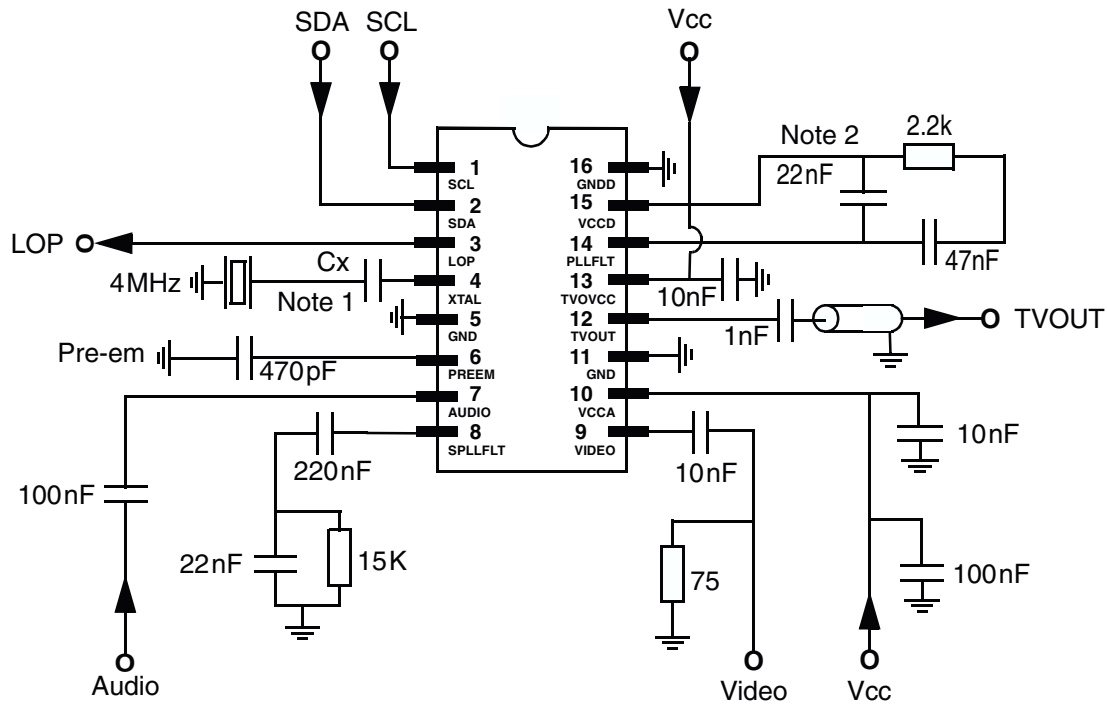 SDA SCL
Vcc
Note 2
2.2k
22nF
47nF
1
SCL
2
SDA
3
LOP
4
XTAL
5
GND
6
PREEM
7
AUDIO
8
SPLLFLT
16
GNDD
15
VCCD
14
PLLFLT
13
TVOVCC
12
TVOUT
11
GND
10
VCCA
9
VIDEO
LOP
4MHz
Cx
Note 1
Pre-em
470pF
10nF
1nF
TVOUT
220nF
10nF
10nF
100nF
22nF
15K
75
100nF
Audio
Video
Vcc